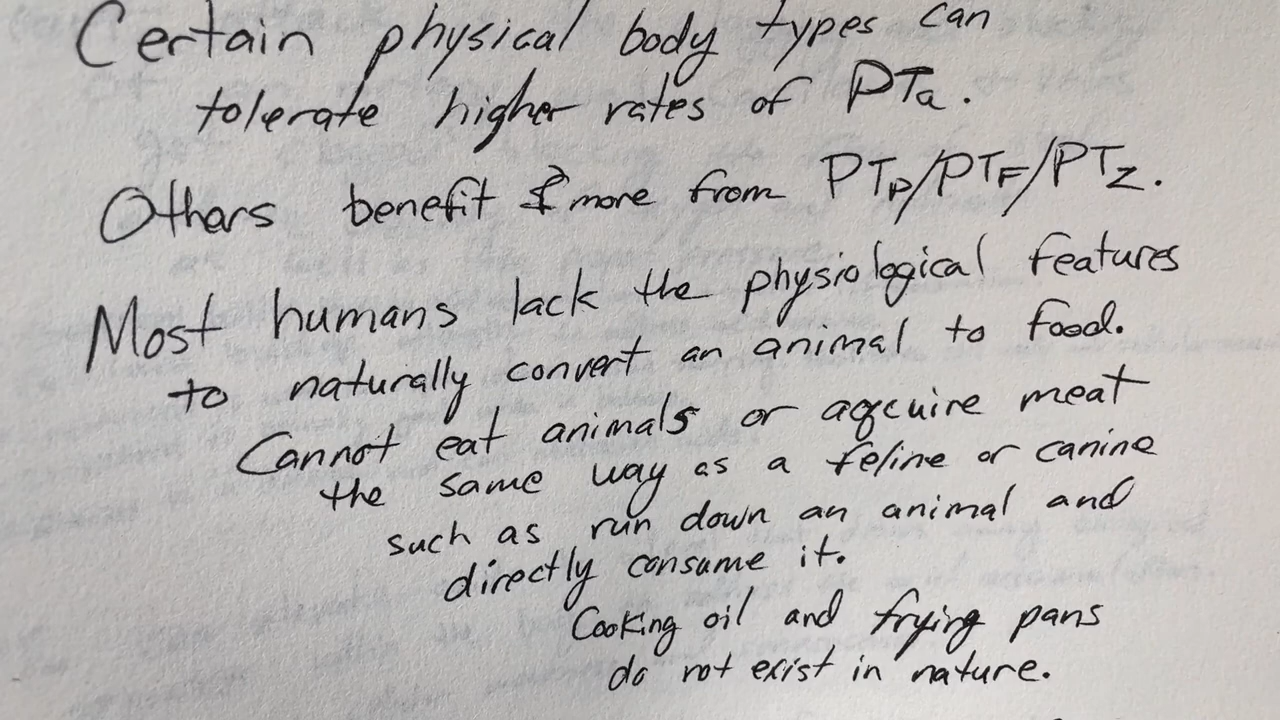 Certain physical body types can
tolerate higher rates of PTa.
Others benefit more from PTP/PTF/PTZ.
Most humans lack the physiological features
to naturally convert an animal to food.
Cannot eat animals or aqcuire meat
the same way as a feline or canine
such as run down an animal and
directly consume it.
Cooking oil and frying pans
do not exist in nature.